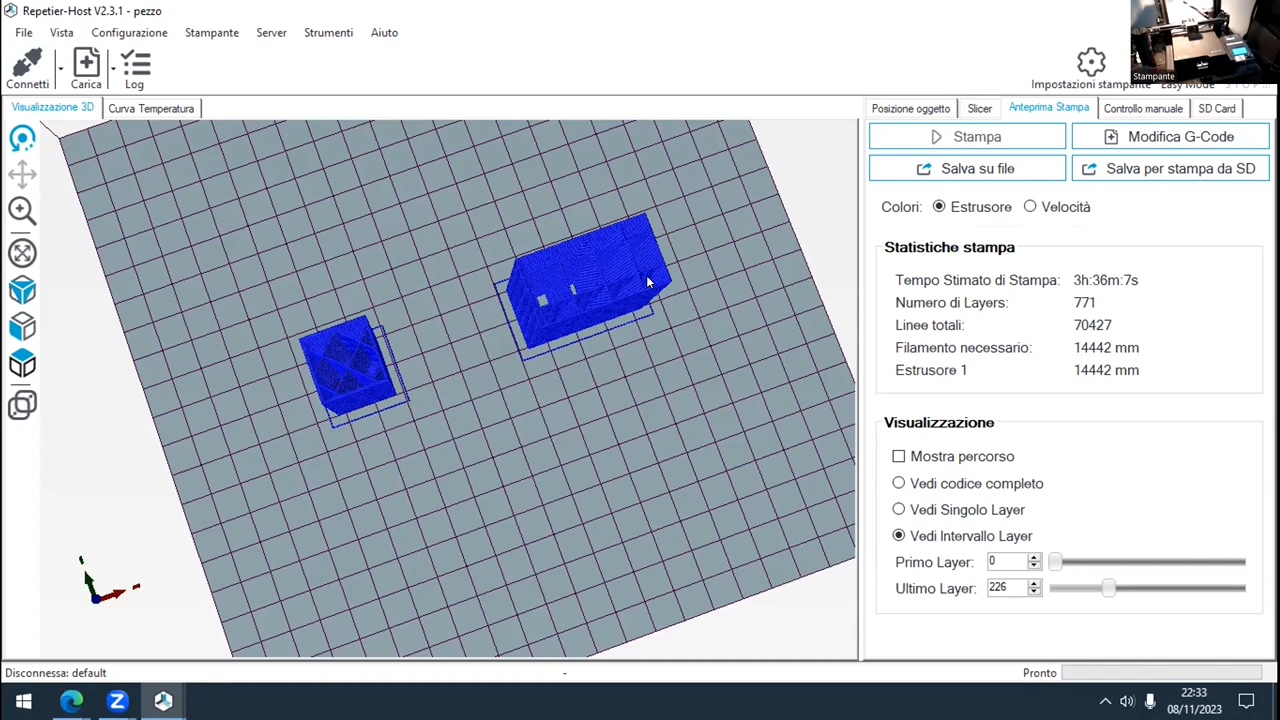 Repetier-Host V2.3.1 - pezzo
File Vista Configurazione Stampante Server Strumenti Aiuto
Connetti Carica Log
Impostazioni stampante Easy Mode
Stampante
Visualizzazione 3D Curva Temperatura
Posizione oggetto Slicer Anteprima Stampa Controllo manuale SD Card
Stampa Modifica G-Code
Salva su file Salva per stampa da SD
Colori: Estrusore Velocità
Statistiche stampa
Tempo Stimato di Stampa: 3h:36m:7s
Numero di Layers: 771
Linee totali: 70427
Filamento necessario: 14442 mm
Estrusore 1 14442 mm
Visualizzazione
Mostra percorso
Vedi codice completo
Vedi Singolo Layer
Vedi Intervallo Layer
Primo Layer: 0
Ultimo Layer: 226
Disconnessa: default - Pronto
22:33
08/11/2023